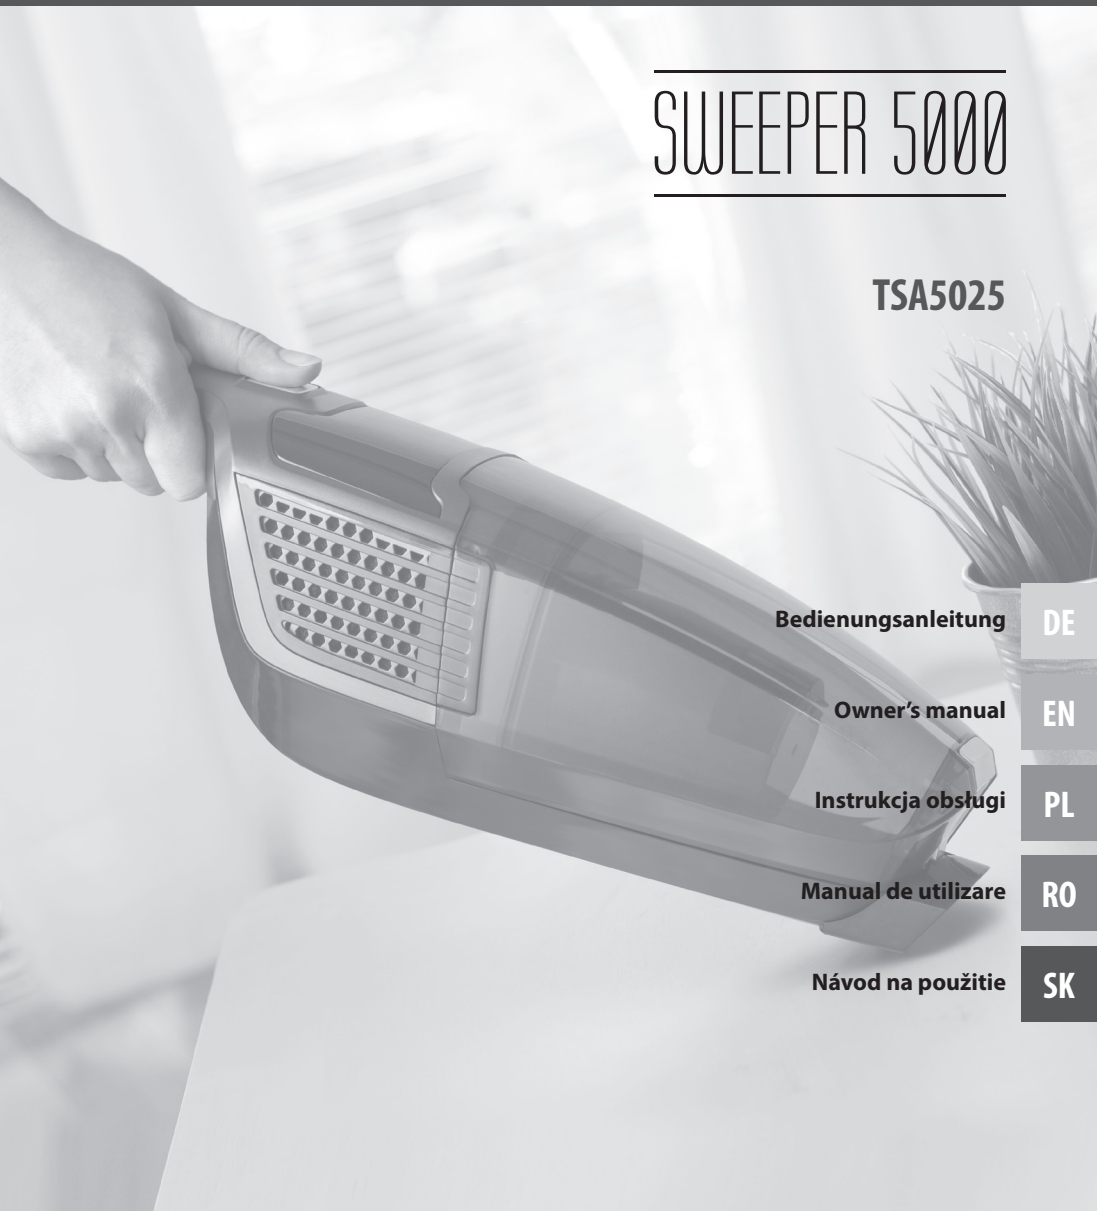 SWEEPER 5000
TSA5025
Bedienungsanleitung DE
Owner’s manual EN
Instrukcja obsługi PL
Manual de utilizare RO
Návod na použitie SK